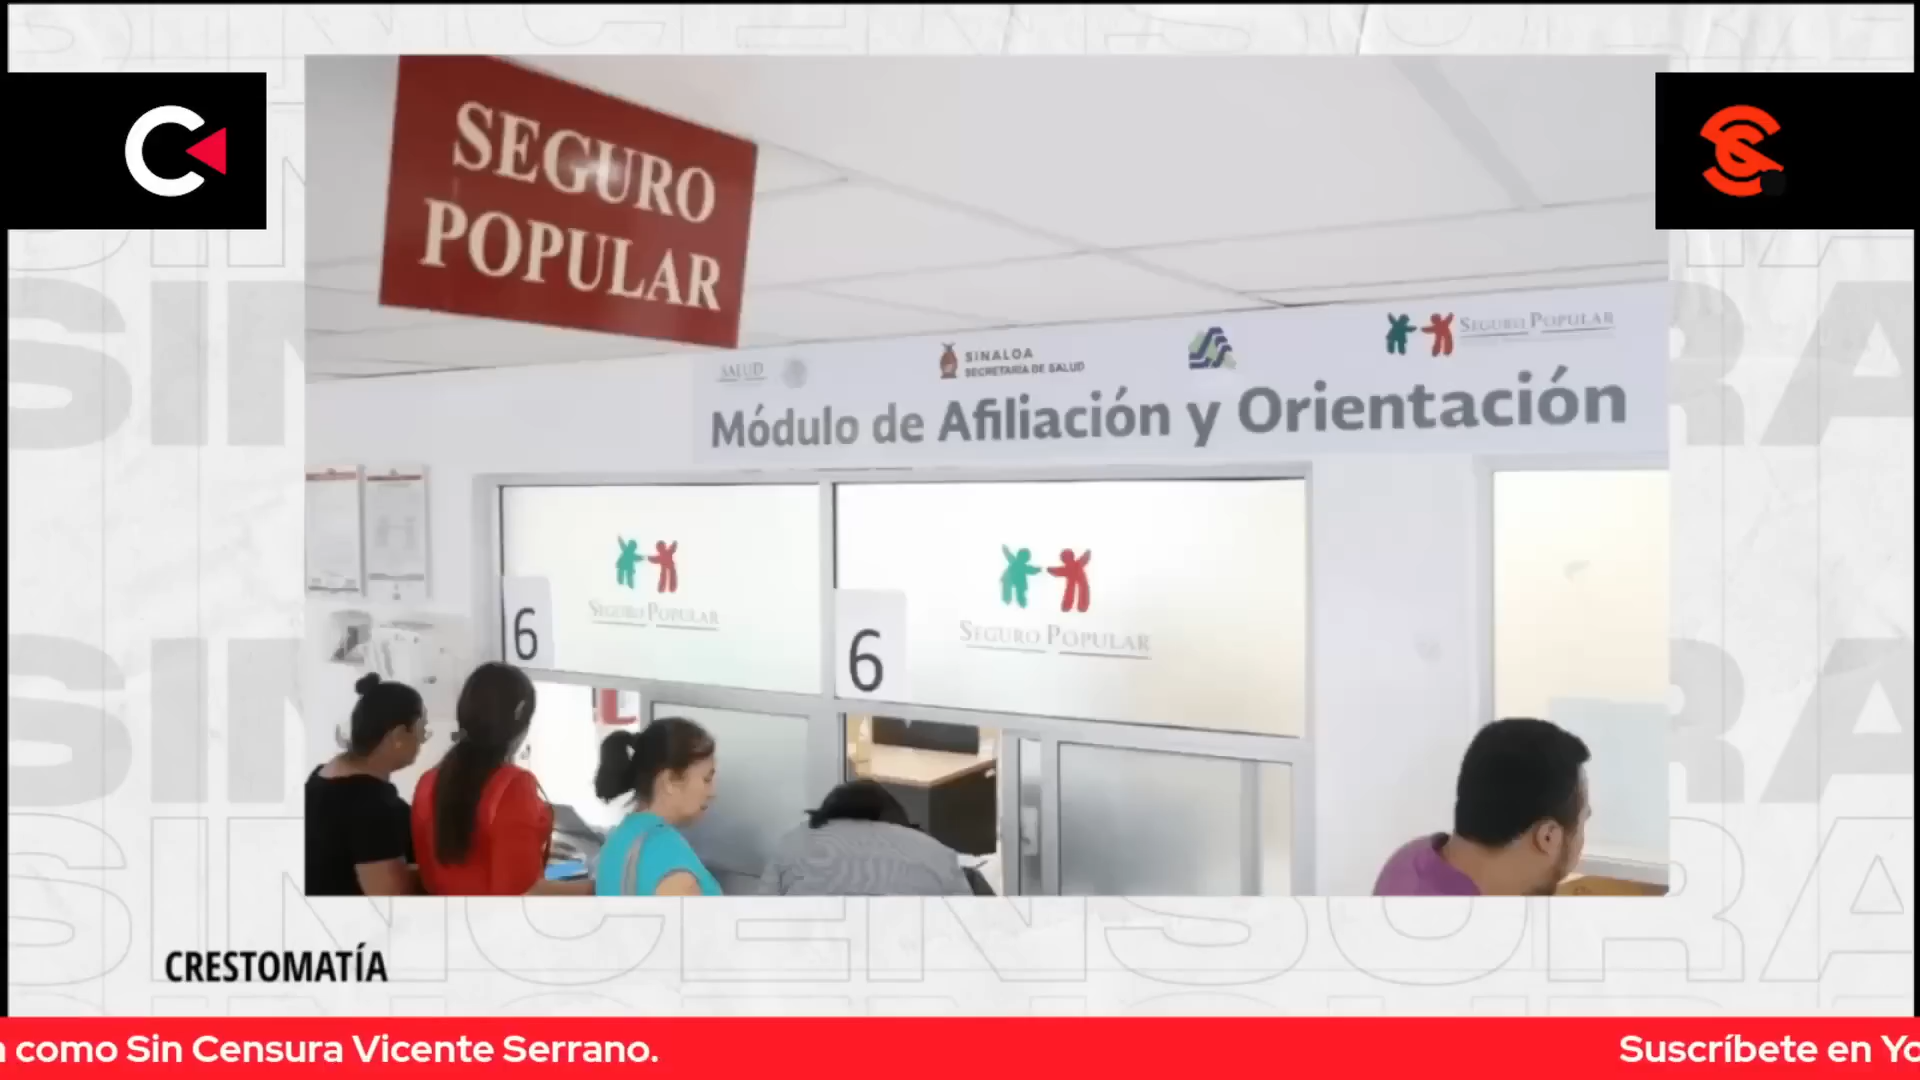 SEGURO
POPULAR
SALUD
SINALOA
SECRETARÍA DE SALUD
SEGURO POPULAR
Módulo de Afiliación y Orientación
SEGURO POPULAR
6
SEGURO POPULAR
6
CRESTOMATÍA
como Sin Censura Vicente Serrano.
Suscríbete en Yo
SINCENSURA